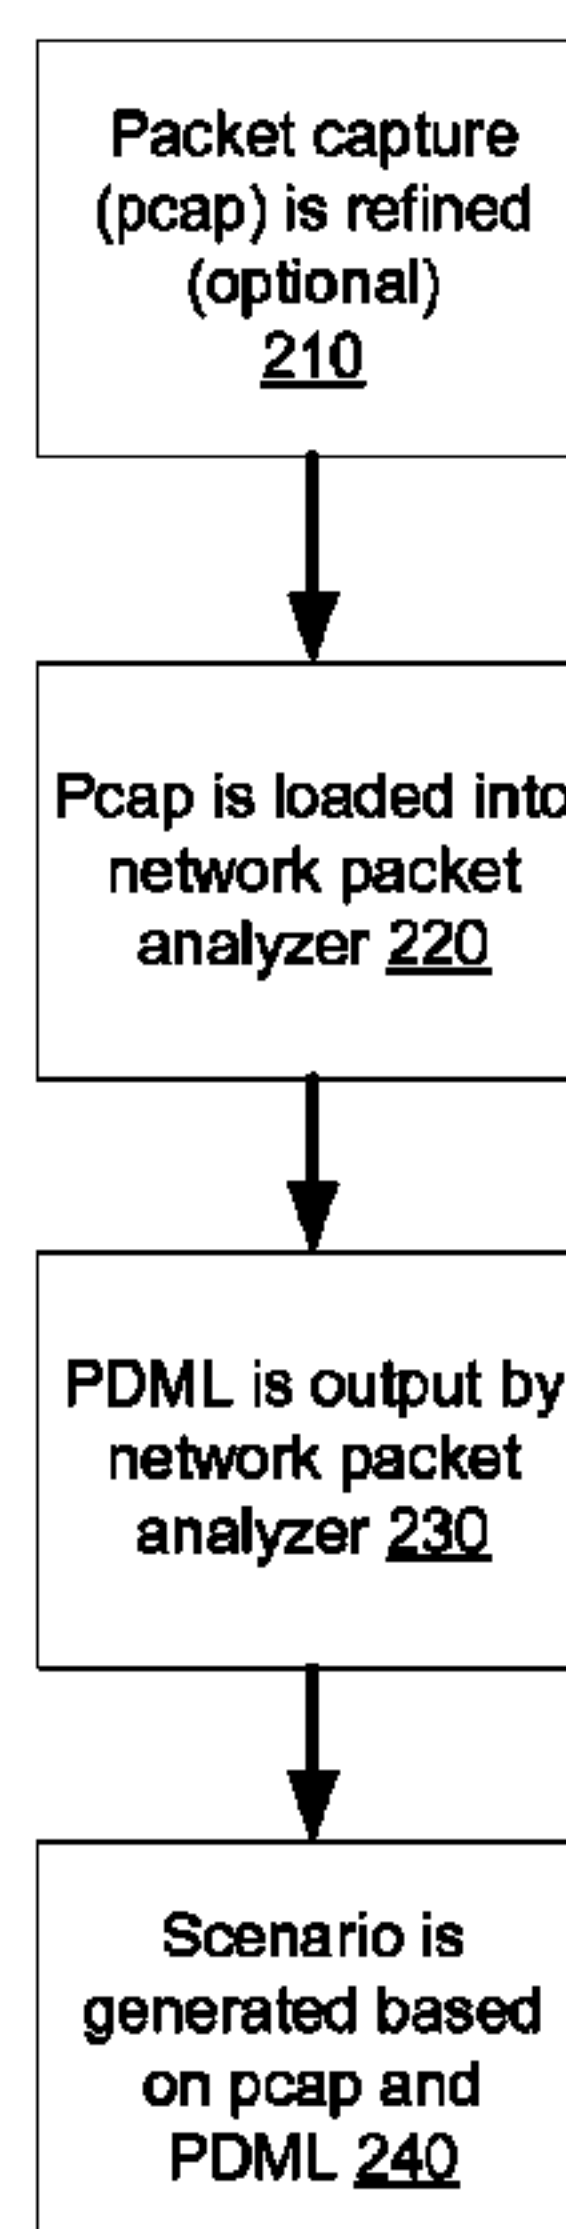 Packet capture
(pcap) is refined
(optional)
210
Pcap is loaded into
network packet
analyzer 220
PDML is output by
network packet
analyzer 230
Scenario is
generated based
on pcap and
PDML 240